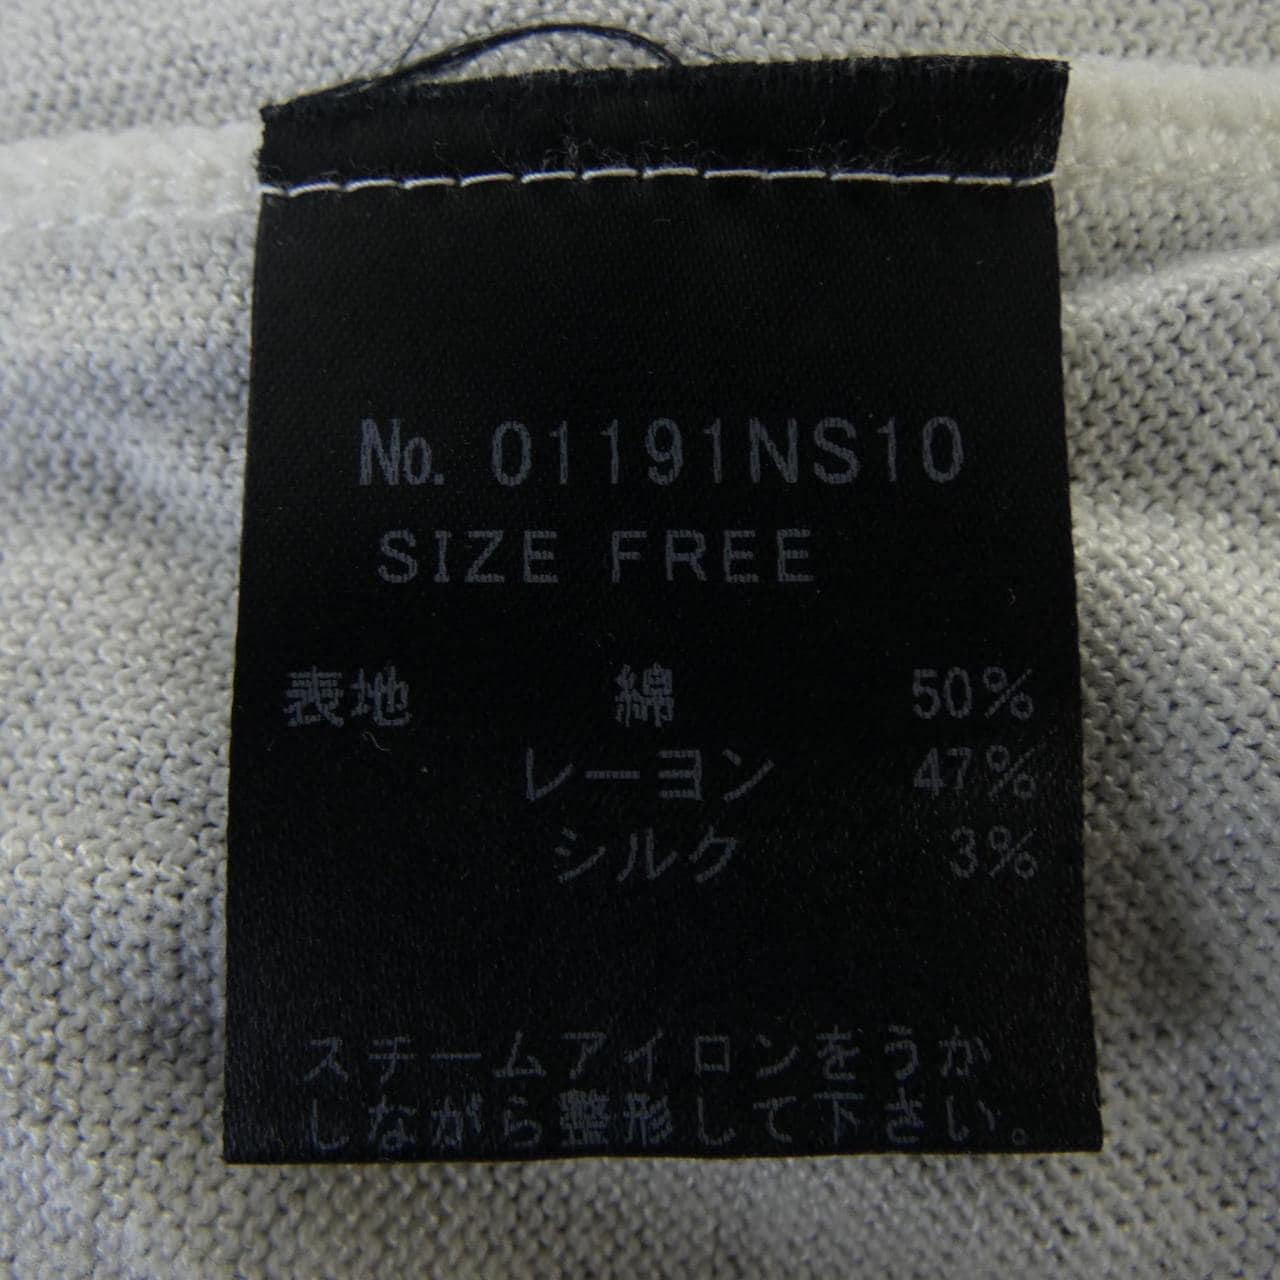 No. 01191NS10
SIZE FREE
表地 綿 50%
レーヨン 47%
シルク 3%
スチームアイロンをうか
しながら整形して下さい。